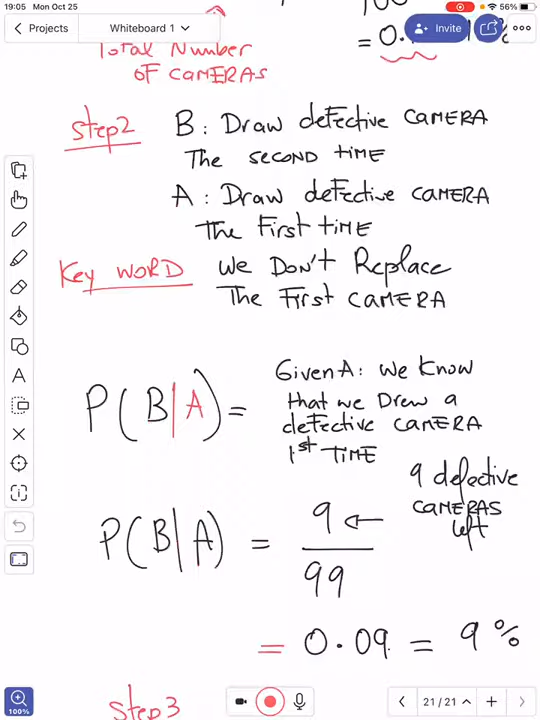 19:05 Mon Oct 25
56%
Projects
Whiteboard 1
Invite
Total Number
OF CAMERAS
100
= 0.
%
Step2
B: Draw defective CAMERA
The second TIME
A: Draw defective CAMERA
The First TIME
Key WORD
We Don't Replace
The First CAMERA
P(B|A)=
Given A: We Know
that we Drew a
defective CAMERA
1st TIME
9 defective
CAMERAS
left
P(B|A) = 9
99
= 0.09 = 9%
100%
21/21
Step3